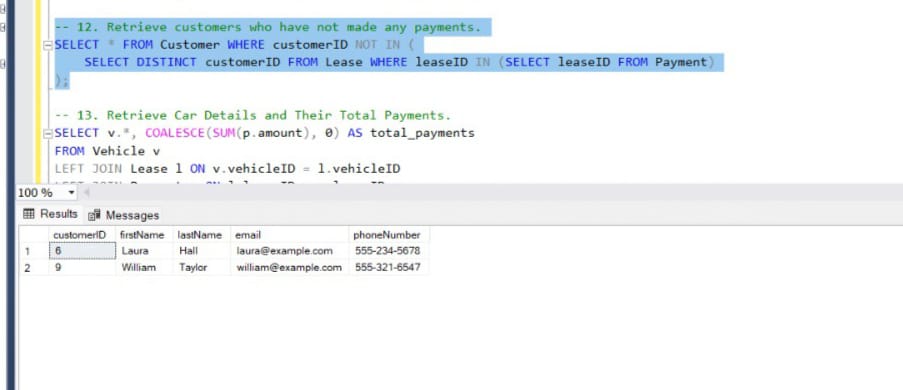 -- 12. Retrieve customers who have not made any payments.
SELECT * FROM Customer WHERE customerID NOT IN (
SELECT DISTINCT customerID FROM Lease WHERE leaseID IN (SELECT leaseID FROM Payment)
);
-- 13. Retrieve Car Details and Their Total Payments.
SELECT v.*, COALESCE(SUM(p.amount), 0) AS total_payments
FROM Vehicle v
LEFT JOIN Lease l ON v.vehicleID = l.vehicleID
100 %
Results Messages
customerID firstName lastName email phoneNumber
1 6 Laura Hall laura@example.com 555-234-5678
2 9 William Taylor william@example.com 555-321-6547